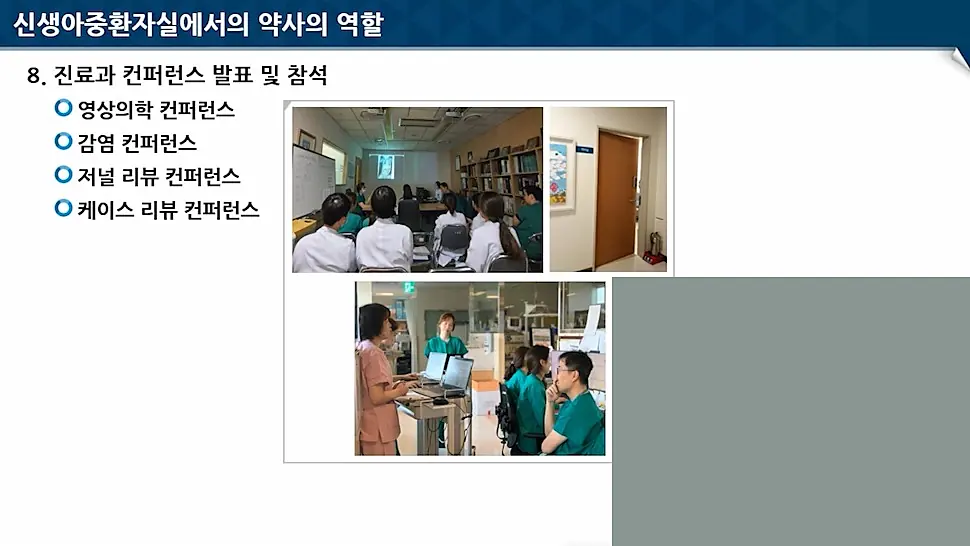 신생아중환자실에서의 약사의 역할
8. 진료과 컨퍼런스 발표 및 참석
영상의학 컨퍼런스
감염 컨퍼런스
저널 리뷰 컨퍼런스
케이스 리뷰 컨퍼런스